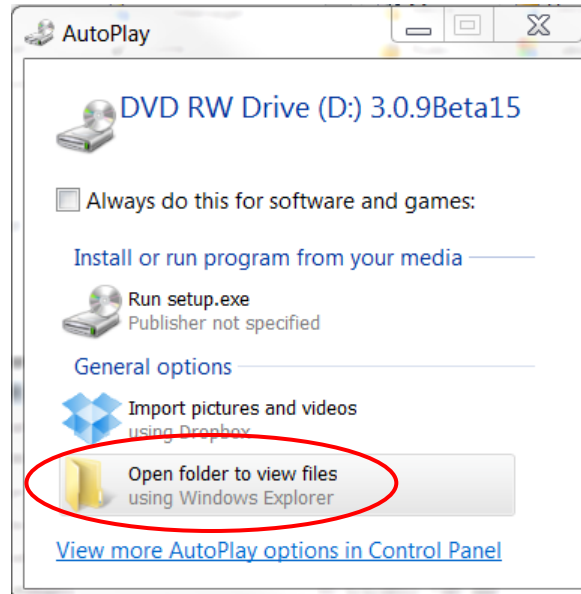 AutoPlay
DVD RW Drive (D:) 3.0.9Beta15
Always do this for software and games:
Install or run program from your media
Run setup.exe
Publisher not specified
General options
Import pictures and videos
using Dropbox
Open folder to view files
using Windows Explorer
View more AutoPlay options in Control Panel